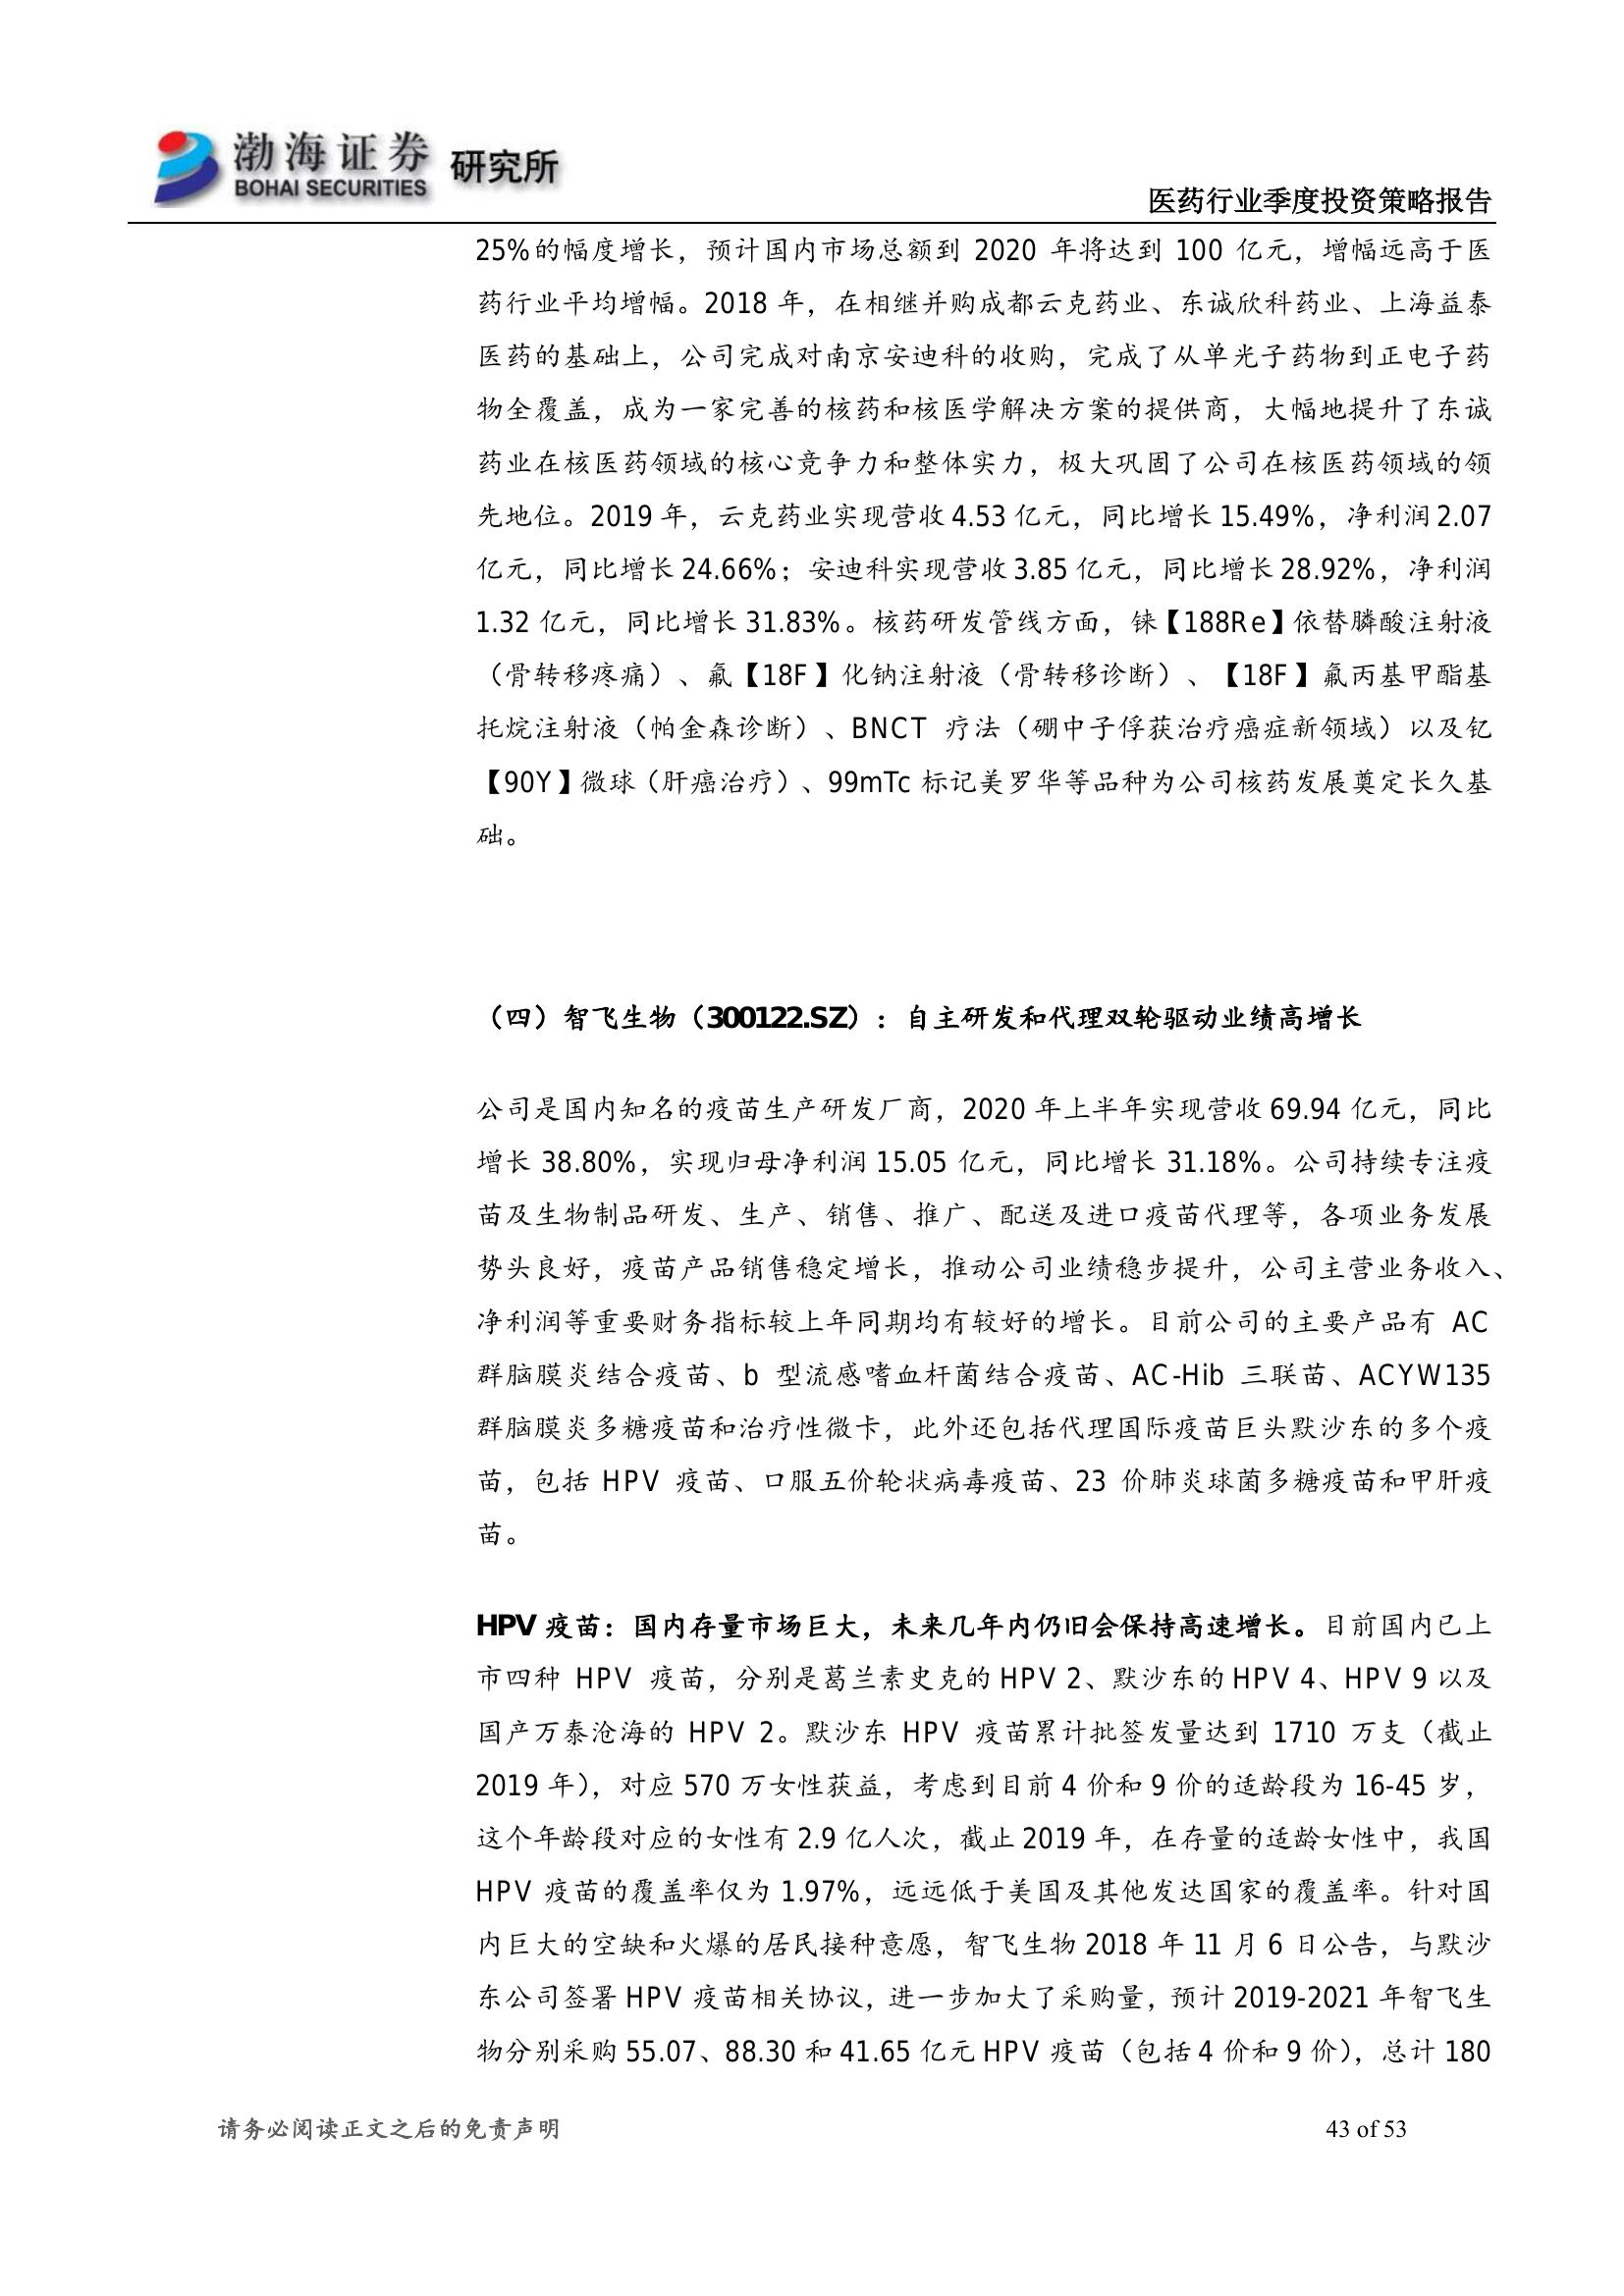 渤海证券 研究所
BOHAI SECURITIES
医药行业季度投资策略报告
25%的幅度增长，预计国内市场总额到 2020 年将达到 100 亿元，增幅远高于医
药行业平均增幅。2018 年，在相继并购成都云克药业、东诚欣科药业、上海益泰
医药的基础上，公司完成对南京安迪科的收购，完成了从单光子药物到正电子药
物全覆盖，成为一家完善的核药和核医学解决方案的提供商，大幅地提升了东诚
药业在核医药领域的核心竞争力和整体实力，极大巩固了公司在核医药领域的领
先地位。2019 年，云克药业实现营收 4.53 亿元，同比增长 15.49%，净利润 2.07
亿元，同比增长 24.66%；安迪科实现营收 3.85 亿元，同比增长 28.92%，净利润
1.32 亿元，同比增长 31.83%。核药研发管线方面，铼【188Re】依替膦酸注射液
（骨转移疼痛）、氟【18F】化钠注射液（骨转移诊断）、【18F】氟丙基甲酯基
托烷注射液（帕金森诊断）、BNCT 疗法（硼中子俘获治疗癌症新领域）以及钇
【90Y】微球（肝癌治疗）、99mTc 标记美罗华等品种为公司核药发展奠定长久基
础。
（四）智飞生物（300122.SZ）：自主研发和代理双轮驱动业绩高增长
公司是国内知名的疫苗生产研发厂商，2020 年上半年实现营收 69.94 亿元，同比
增长 38.80%，实现归母净利润 15.05 亿元，同比增长 31.18%。公司持续专注疫
苗及生物制品研发、生产、销售、推广、配送及进口疫苗代理等，各项业务发展
势头良好，疫苗产品销售稳定增长，推动公司业绩稳步提升，公司主营业务收入、
净利润等重要财务指标较上年同期均有较好的增长。目前公司的主要产品有 AC
群脑膜炎结合疫苗、b 型流感嗜血杆菌结合疫苗、AC-Hib 三联苗、ACYW135
群脑膜炎多糖疫苗和治疗性微卡，此外还包括代理国际疫苗巨头默沙东的多个疫
苗，包括 HPV 疫苗、口服五价轮状病毒疫苗、23 价肺炎球菌多糖疫苗和甲肝疫
苗。
HPV 疫苗：国内存量市场巨大，未来几年内仍旧会保持高速增长。目前国内已上
市四种 HPV 疫苗，分别是葛兰素史克的 HPV 2、默沙东的 HPV 4、HPV 9 以及
国产万泰沧海的 HPV 2。默沙东 HPV 疫苗累计批签发量达到 1710 万支（截止
2019 年），对应 570 万女性获益，考虑到目前 4 价和 9 价的适龄段为 16-45 岁，
这个年龄段对应的女性有 2.9 亿人次，截止 2019 年，在存量的适龄女性中，我国
HPV 疫苗的覆盖率仅为 1.97%，远远低于美国及其他发达国家的覆盖率。针对国
内巨大的空缺和火爆的居民接种意愿，智飞生物 2018 年 11 月 6 日公告，与默沙
东公司签署 HPV 疫苗相关协议，进一步加大了采购量，预计 2019-2021 年智飞生
物分别采购 55.07、88.30 和 41.65 亿元 HPV 疫苗（包括 4 价和 9 价），总计 180
请务必阅读正文之后的免责声明
43 of 53